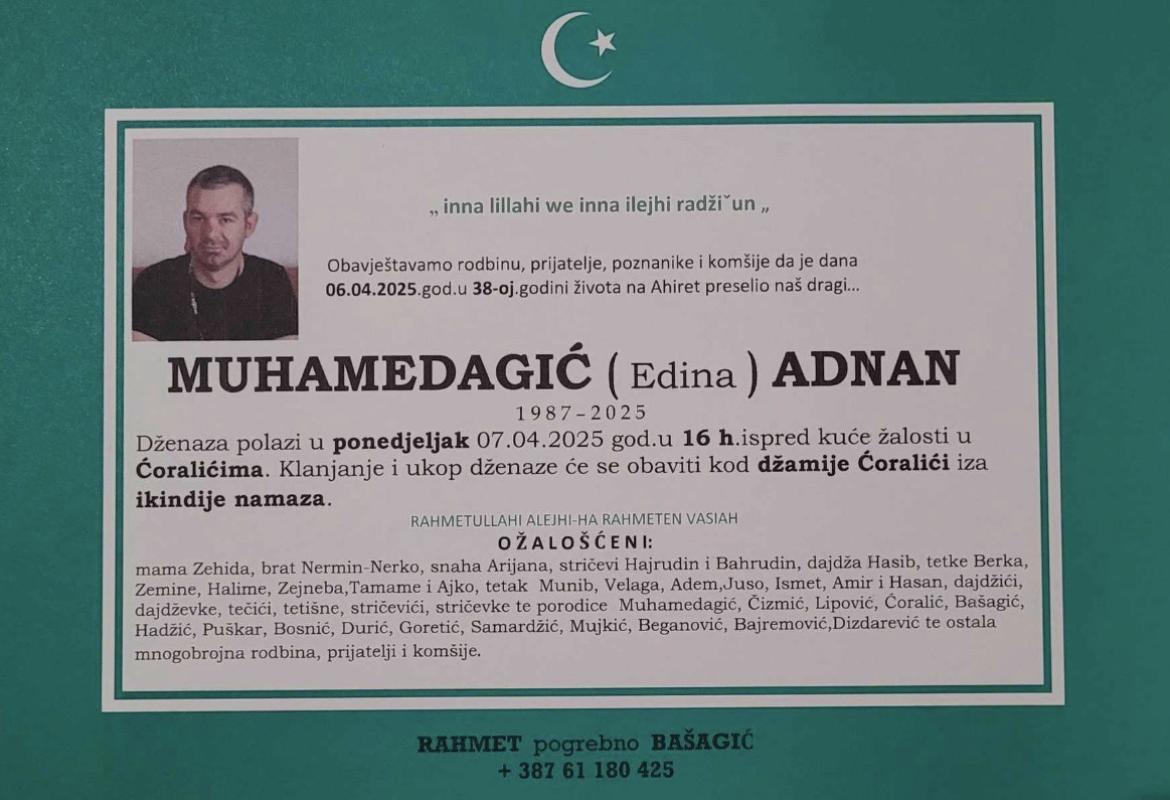 „ inna lillahi we inna ilejhi radžiˇun „
Obavještavamo rodbinu, prijatelje, poznanike i komšije da je dana
06.04.2025.god.u 38-oj.godini života na Ahiret preselio naš dragi...
MUHAMEDAGIĆ ( Edina ) ADNAN
1987–2025
Dženaza polazi u ponedjeljak 07.04.2025 god.u 16 h.ispred kuće žalosti u
Ćoralićima. Klanjanje i ukop dženaze će se obaviti kod džamije Ćoralići iza
ikindije namaza.
RAHMETULLAHI ALEJHI-HA RAHMETEN VASIAH
OŽALOŠĆENI:
mama Zehida, brat Nermin-Nerko, snaha Arijana, stričevi Hajrudin i Bahrudin, dajdža Hasib, tetke Berka,
Zemine, Halime, Zejneba,Tamame i Ajko, tetak Munib, Velaga, Adem,Juso, Ismet, Amir i Hasan, dajdžići,
dajdževke, tečići, tetišne, stričevići, stričevke te porodice Muhamedagić, Čizmić, Lipović, Ćoralić, Bašagić,
Hadžić, Puškar, Bosnić, Durić, Goretić, Samardžić, Mujkić, Beganović, Bajremović,Dizdarević te ostala
mnogobrojna rodbina, prijatelji i komšije.
RAHMET pogrebno BAŠAGIĆ
+ 387 61 180 425